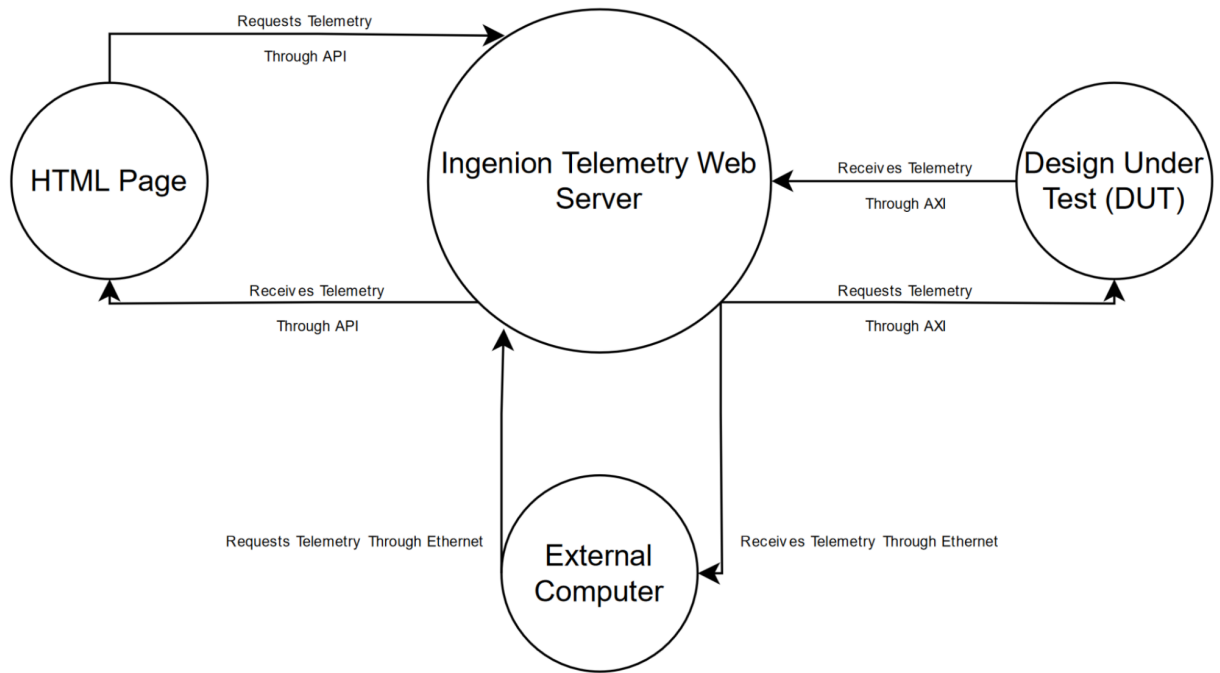 Requests Telemetry
Through API
HTML Page
Ingenion Telemetry Web
Server
Receives Telemetry
Through AXI
Design Under
Test (DUT)
Receives Telemetry
Through API
Requests Telemetry
Through AXI
Requests Telemetry Through Ethernet
External
Computer
Receives Telemetry Through Ethernet